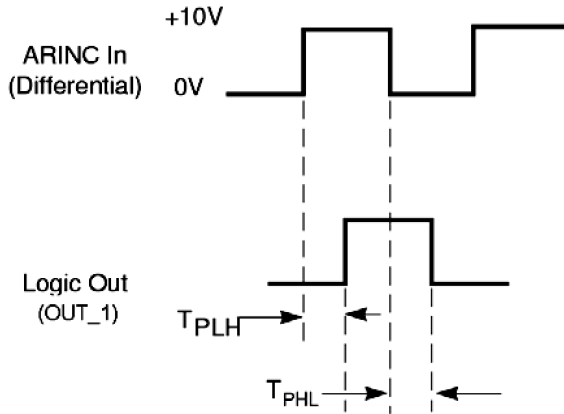 +10V
ARINC In
(Differential)
0V
Logic Out
(OUT_1)
TPLH
TPHL